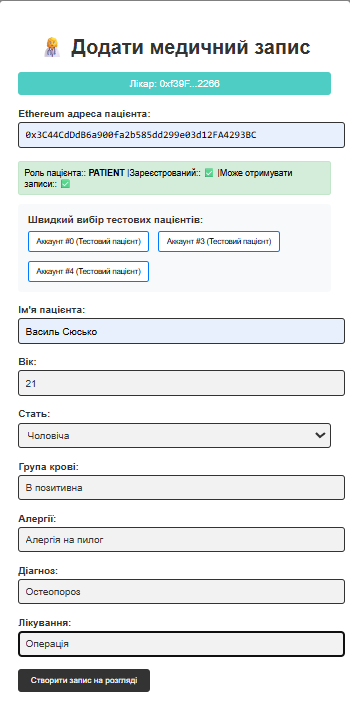 Додати медичний запис
Лікар: 0xf39F...2266
Ethereum адреса пацієнта:
0x3C44CdDdB6a900fa2b585dd299e03d12FA4293BC
Роль пацієнта:: PATIENT |Зареєстрований:: ✅ |Може отримувати
записи:: ✅
Швидкий вибір тестових пацієнтів:
Аккаунт #0 (Тестовий пацієнт)
Аккаунт #3 (Тестовий пацієнт)
Аккаунт #4 (Тестовий пацієнт)
Ім'я пацієнта:
Василь Сюсько
Вік:
21
Стать:
Чоловіча
Група крові:
В позитивна
Алергії:
Алергія на пилог
Діагноз:
Остеопороз
Лікування:
Операція
Створити запис на розгляді